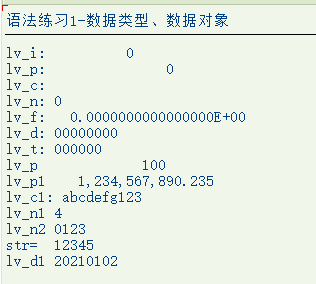 语法练习1-数据类型、数据对象
lv_i:          0
lv_p:                0
lv_c:
lv_n: 0
lv_f:   0.0000000000000000E+00
lv_d: 00000000
lv_t: 000000
lv_p             100
lv_p1    1,234,567,890.235
lv_c1: abcdefg123
lv_n1 4
lv_n2 0123
str=  12345
lv_d1 20210102